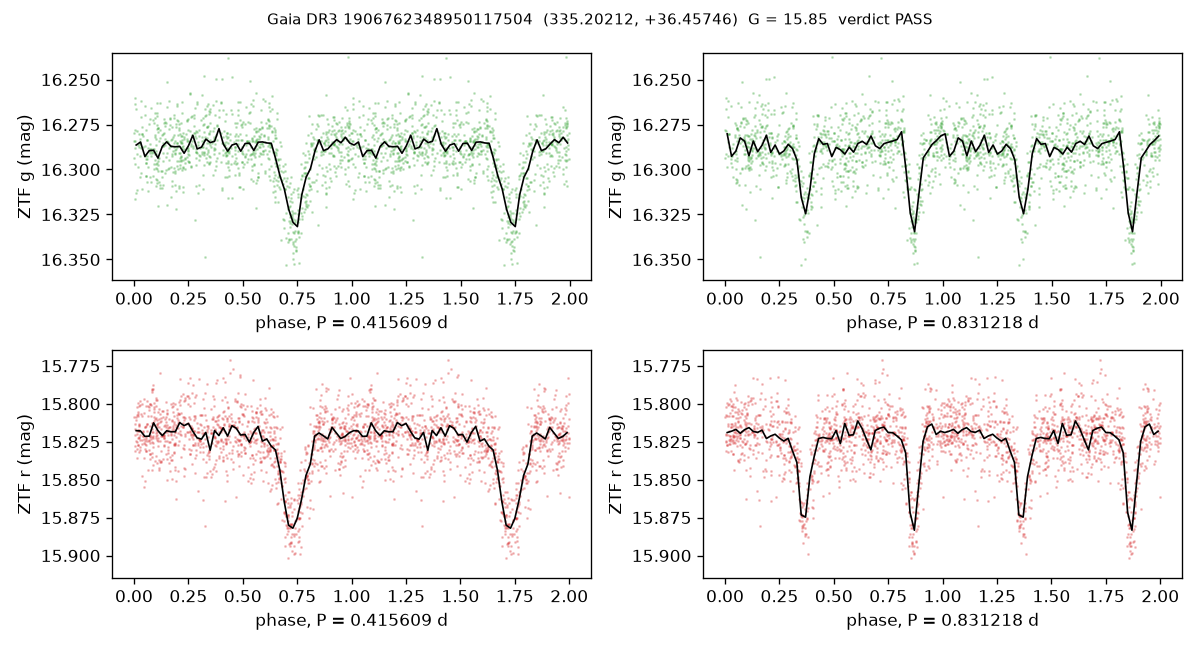 Gaia DR3 1906762348950117504 (335.20212, +36.45746) G = 15.85 verdict PASS
ZTF g (mag)
16.250
16.275
16.300
16.325
16.350
0.00 0.25 0.50 0.75 1.00 1.25 1.50 1.75 2.00
phase, P = 0.415609 d
ZTF g (mag)
16.250
16.275
16.300
16.325
16.350
0.00 0.25 0.50 0.75 1.00 1.25 1.50 1.75 2.00
phase, P = 0.831218 d
ZTF r (mag)
15.775
15.800
15.825
15.850
15.875
15.900
0.00 0.25 0.50 0.75 1.00 1.25 1.50 1.75 2.00
phase, P = 0.415609 d
ZTF r (mag)
15.775
15.800
15.825
15.850
15.875
15.900
0.00 0.25 0.50 0.75 1.00 1.25 1.50 1.75 2.00
phase, P = 0.831218 d